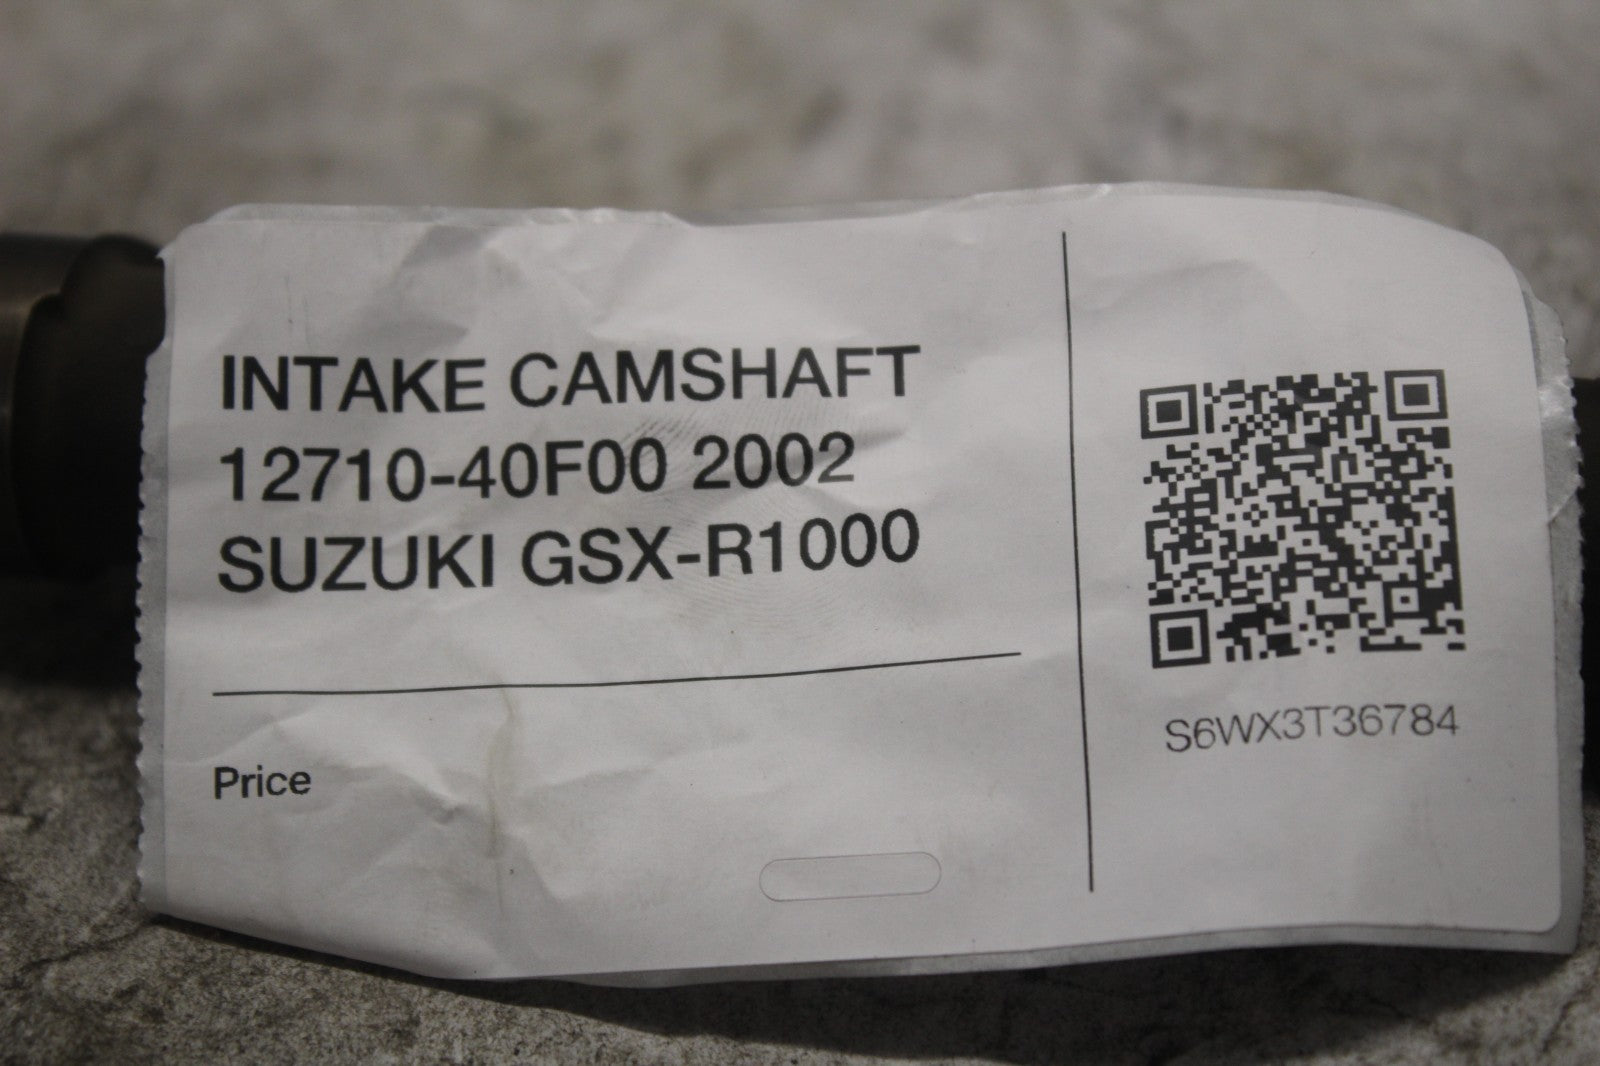 INTAKE CAMSHAFT
12710-40F00 2002
SUZUKI GSX-R1000
Price
S6WX3T36784